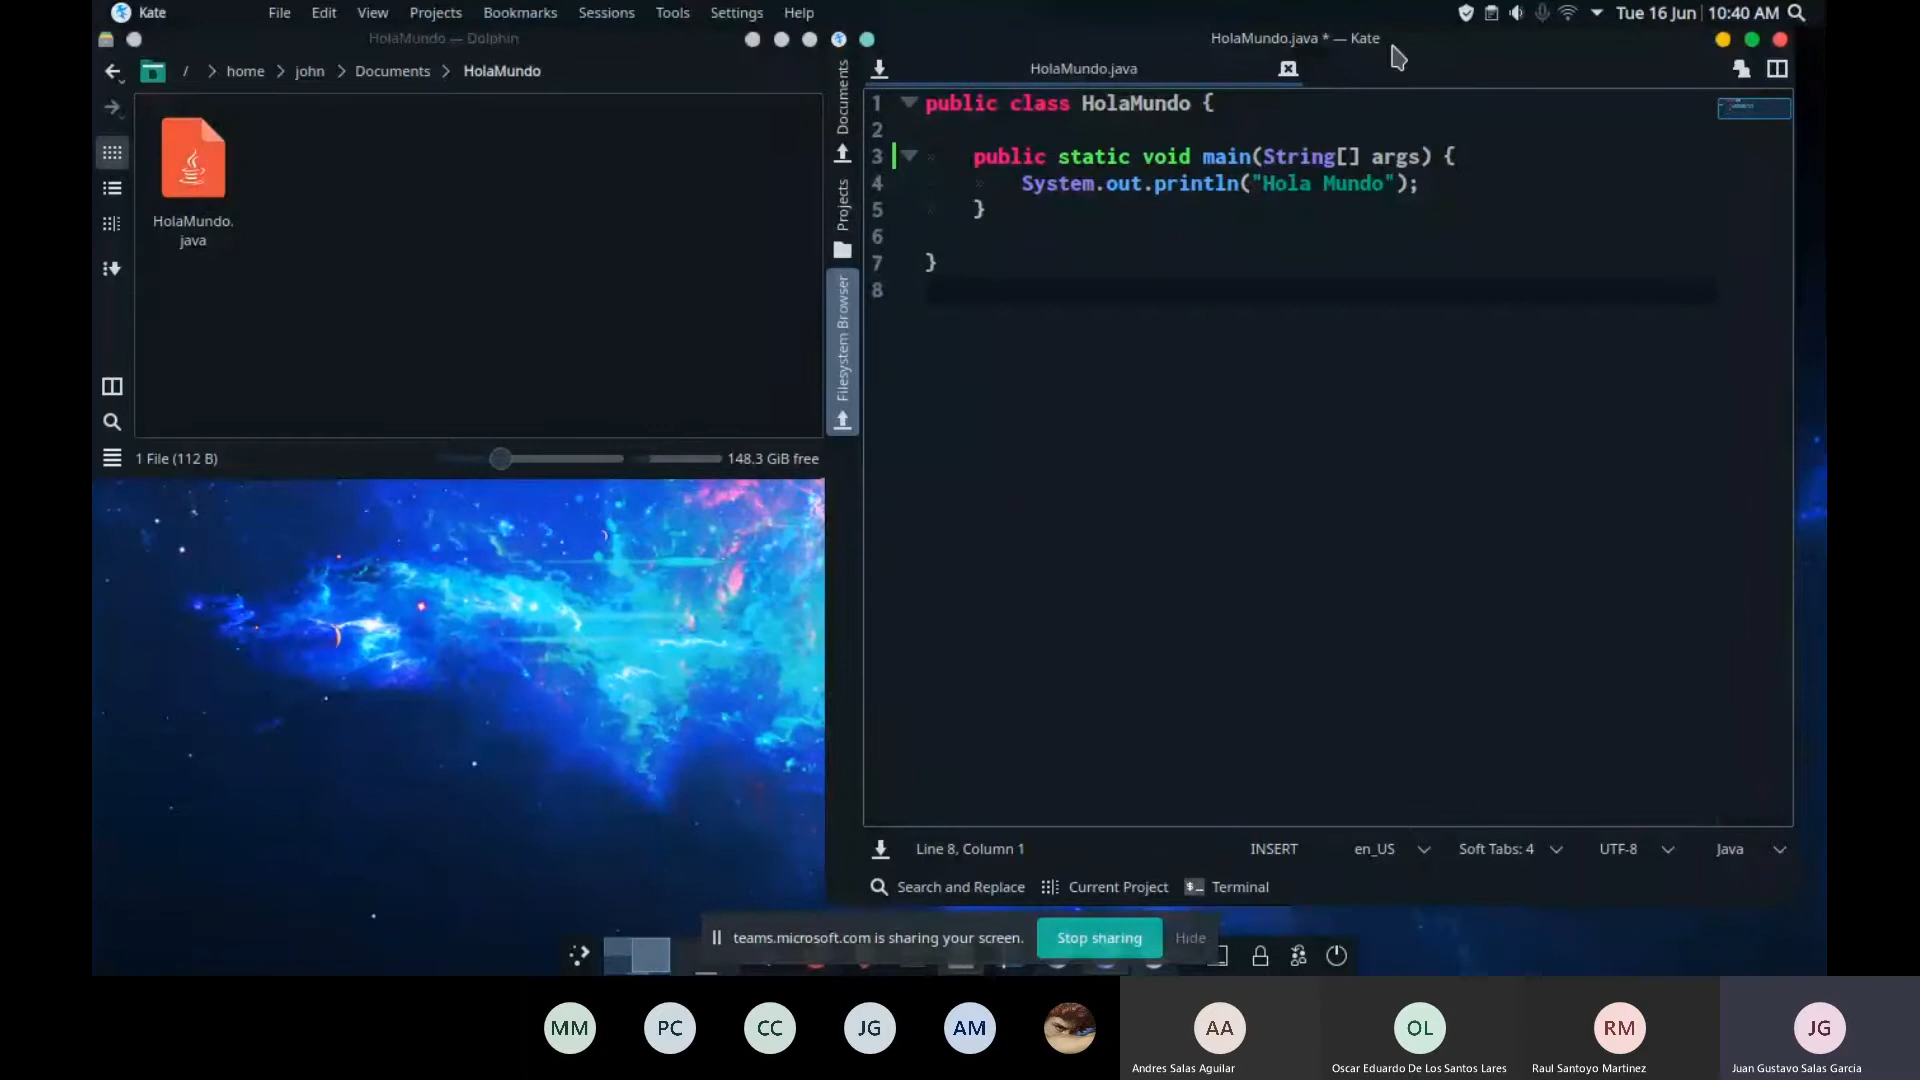 Kate File Edit View Projects Bookmarks Sessions Tools Settings Help Tue 16 Jun 10:40 AM
HolaMundo — Dolphin
/ > home > john > Documents > HolaMundo
HolaMundo.
java
1 File (112 B) 148.3 GiB free
Documents
Projects
Filesystem Browser
HolaMundo.java * — Kate
HolaMundo.java
1 public class HolaMundo {
2
3 public static void main(String[] args) {
4 System.out.println("Hola Mundo");
5 }
6
7 }
8
Line 8, Column 1 INSERT en_US Soft Tabs: 4 UTF-8 Java
Search and Replace Current Project Terminal
teams.microsoft.com is sharing your screen. Stop sharing Hide
MM PC CC JG AM AA OL RM JG
Andres Salas Aguilar Oscar Eduardo De Los Santos Lares Raul Santoyo Martinez Juan Gustavo Salas Garcia